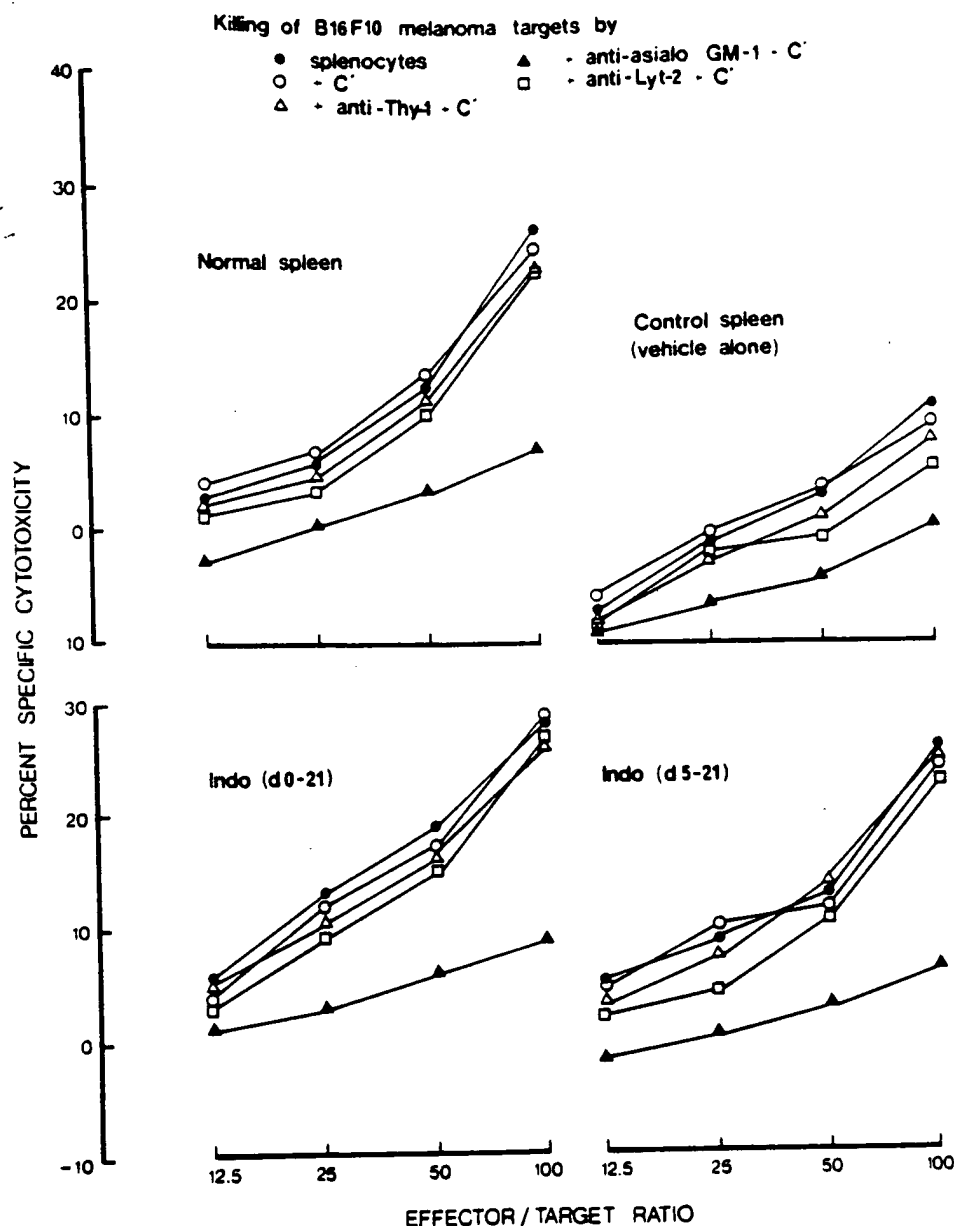 Killing of B16F10 melanoma targets by
● splenocytes
○ - C'
△ + anti-Thy-1 - C'
▲ - anti-asialo GM-1 - C'
□ - anti-Lyt-2 - C'
40
30
20
10
0
10
PERCENT SPECIFIC CYTOTOXICITY
Normal spleen
Control spleen
(vehicle alone)
30
20
10
0
-10
Indo (d0-21)
Indo (d5-21)
12.5 25 50 100
12.5 25 50 100
EFFECTOR / TARGET RATIO